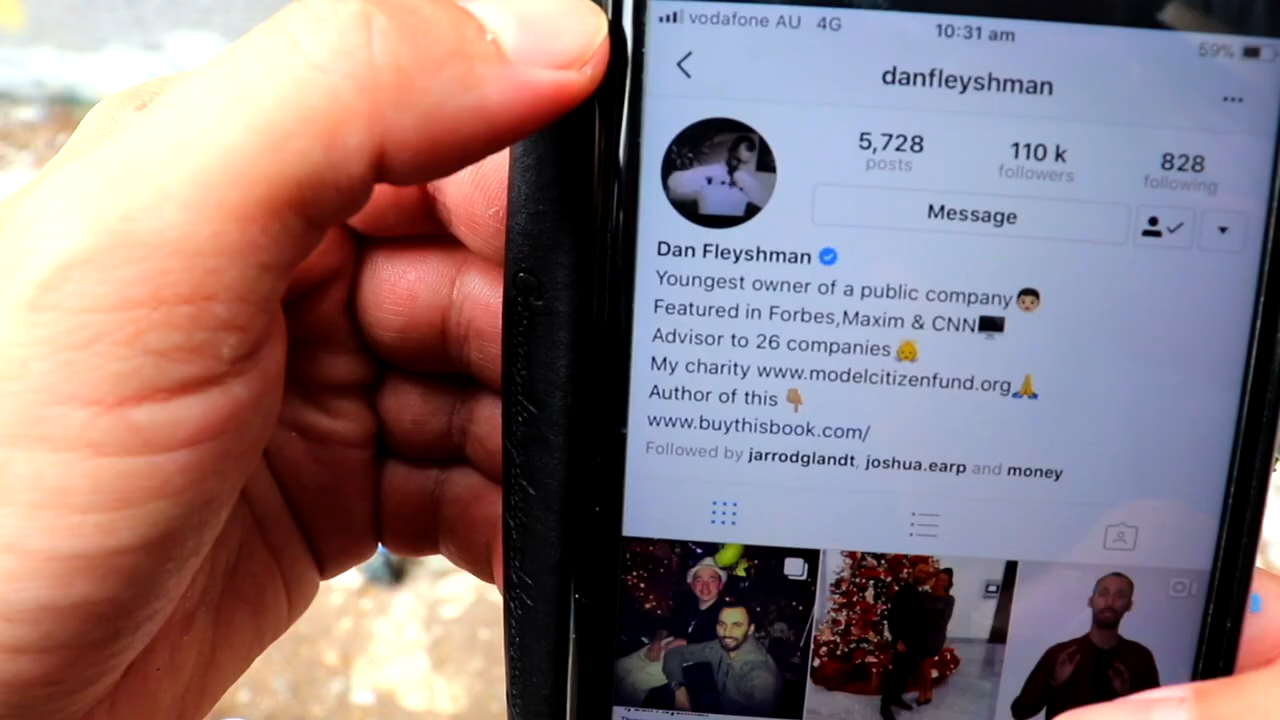 vodafone AU 4G 10:31 am 59%
danfleyshman
5,728 110 k 828
posts followers following
Message
Dan Fleyshman
Youngest owner of a public company
Featured in Forbes,Maxim & CNN
Advisor to 26 companies
My charity www.modelcitizenfund.org
Author of this
www.buythisbook.com/
Followed by jarrodglandt, joshua.earp and money